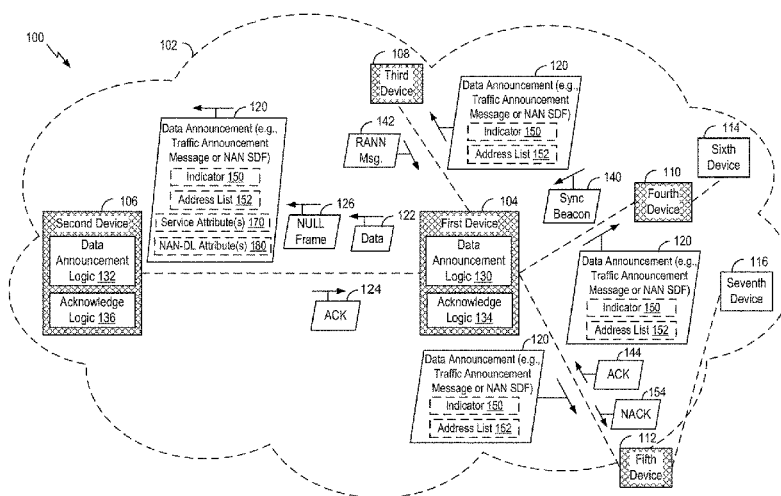 100
102
108
Third
Device
120
Data Announcement (e.g.,
Traffic Announcement
Message or NAN SDF)
Indicator 150
Address List 152
Service Attribute(s) 170
NAN-DL Attribute(s) 180
142
RANN
Msg.
120
Data Announcement (e.g.,
Traffic Announcement
Message or NAN SDF)
Indicator 150
Address List 152
140
Sync
Beacon
114
Sixth
Device
110
Fourth
Device
106
Second Device
Data
Announcement
Logic 132
Acknowledge
Logic 136
126
NULL
Frame
122
Data
124
ACK
104
First Device
Data
Announcement
Logic 130
Acknowledge
Logic 134
120
Data Announcement (e.g.,
Traffic Announcement
Message or NAN SDF)
Indicator 150
Address List 152
116
Seventh
Device
120
Data Announcement (e.g.,
Traffic Announcement
Message or NAN SDF)
Indicator 150
Address List 152
144
ACK
154
NACK
112
Fifth
Device